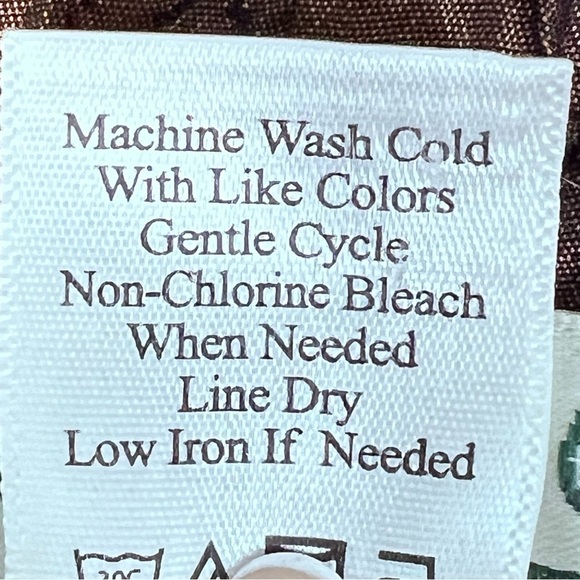 Machine Wash Cold
With Like Colors
Gentle Cycle
Non-Chlorine Bleach
When Needed
Line Dry
Low Iron If Needed